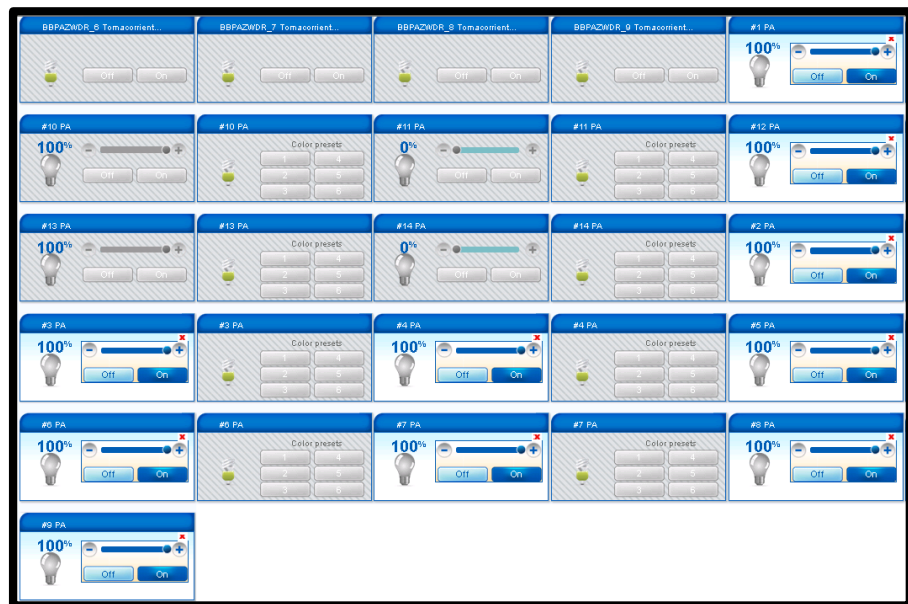 BBPAZWDR_6 Tomacorrient... BBPAZWDR_7 Tomacorrient... BBPAZWDR_8 Tomacorrient... BBPAZWDR_9 Tomacorrient... #1 PA
100%
Off On Off On Off On Off On Off On
#10 PA #10 PA #11 PA #11 PA #12 PA
100% Color presets 0% Color presets 100%
1 4 1 4
Off On 2 5 Off On 2 5 Off On
3 6 3 6
#13 PA #13 PA #14 PA #14 PA #2 PA
100% Color presets 0% Color presets 100%
1 4 1 4
Off On 2 5 Off On 2 5 Off On
3 6 3 6
#3 PA #3 PA #4 PA #4 PA #5 PA
100% Color presets 100% Color presets 100%
1 4 1 4
Off On 2 5 Off On 2 5 Off On
3 6 3 6
#6 PA #6 PA #7 PA #7 PA #8 PA
100% Color presets 100% Color presets 100%
1 4 1 4
Off On 2 5 Off On 2 5 Off On
3 6 3 6
#9 PA
100%
Off On